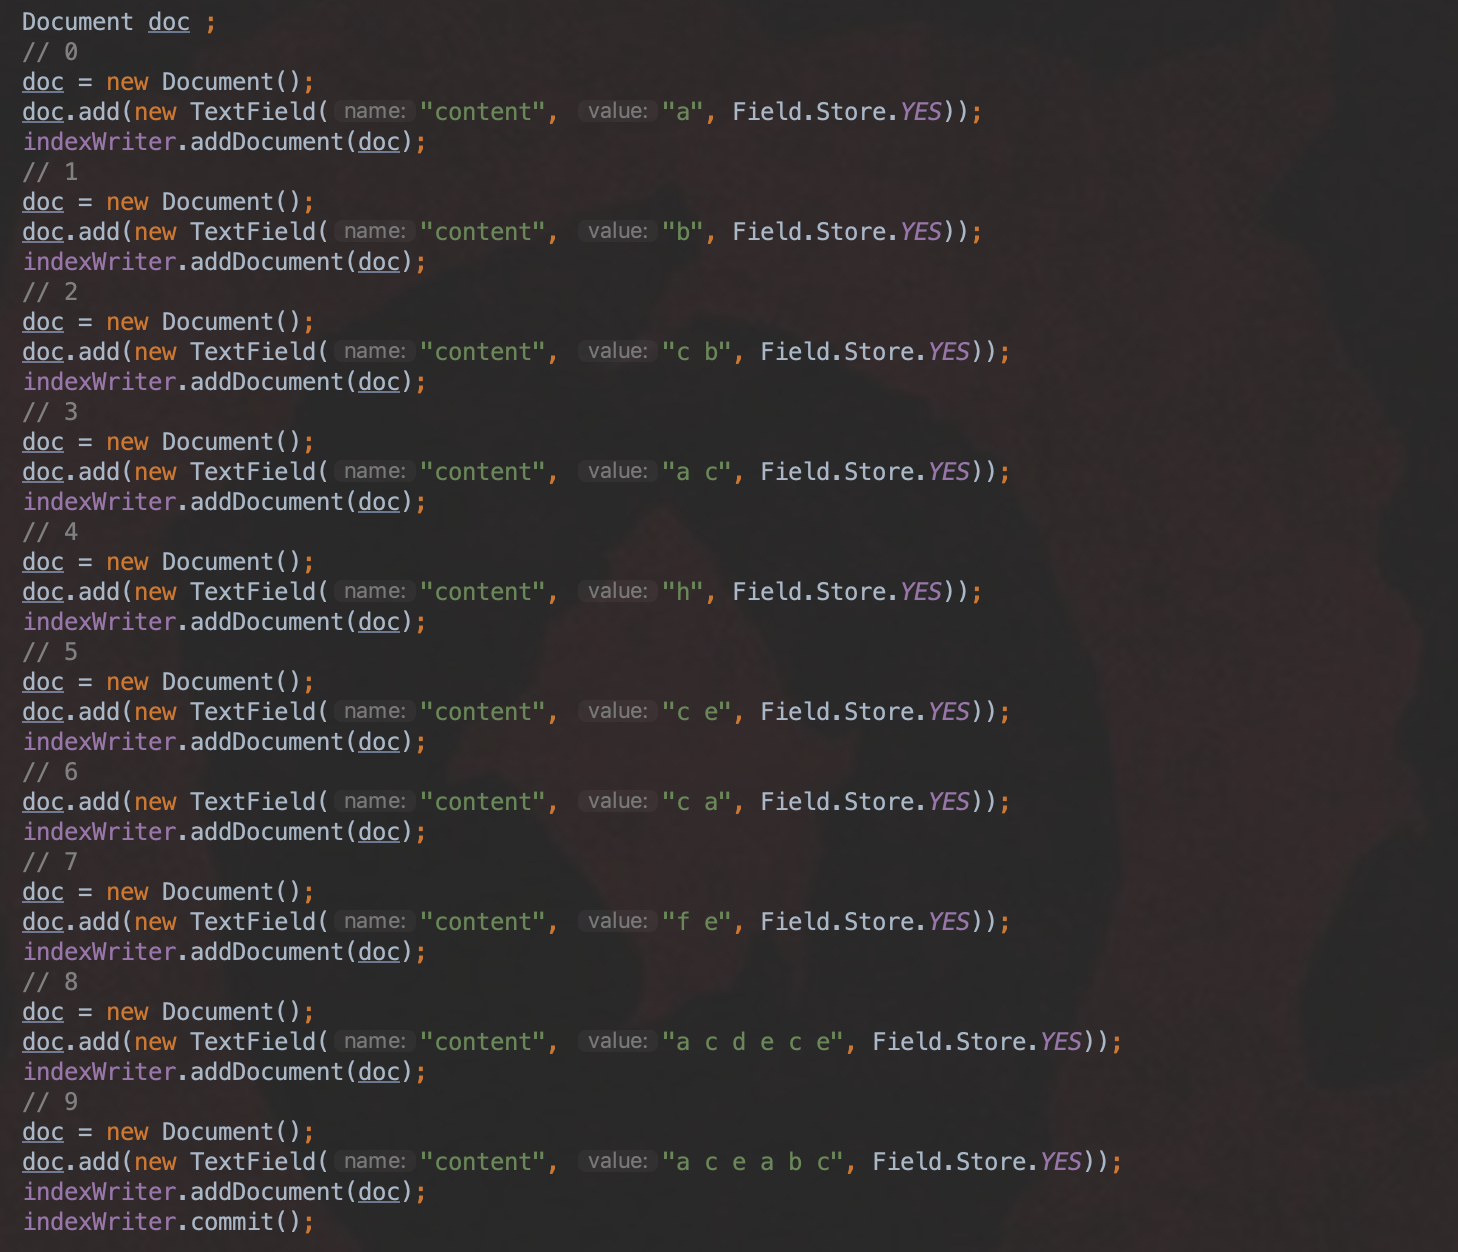 Document doc ;
// 0
doc = new Document();
doc.add(new TextField( name: "content", value: "a", Field.Store.YES));
indexWriter.addDocument(doc);
// 1
doc = new Document();
doc.add(new TextField( name: "content", value: "b", Field.Store.YES));
indexWriter.addDocument(doc);
// 2
doc = new Document();
doc.add(new TextField( name: "content", value: "c b", Field.Store.YES));
indexWriter.addDocument(doc);
// 3
doc = new Document();
doc.add(new TextField( name: "content", value: "a c", Field.Store.YES));
indexWriter.addDocument(doc);
// 4
doc = new Document();
doc.add(new TextField( name: "content", value: "h", Field.Store.YES));
indexWriter.addDocument(doc);
// 5
doc = new Document();
doc.add(new TextField( name: "content", value: "c e", Field.Store.YES));
indexWriter.addDocument(doc);
// 6
doc.add(new TextField( name: "content", value: "c a", Field.Store.YES));
indexWriter.addDocument(doc);
// 7
doc = new Document();
doc.add(new TextField( name: "content", value: "f e", Field.Store.YES));
indexWriter.addDocument(doc);
// 8
doc = new Document();
doc.add(new TextField( name: "content", value: "a c d e c e", Field.Store.YES));
indexWriter.addDocument(doc);
// 9
doc = new Document();
doc.add(new TextField( name: "content", value: "a c e a b c", Field.Store.YES));
indexWriter.addDocument(doc);
indexWriter.commit();